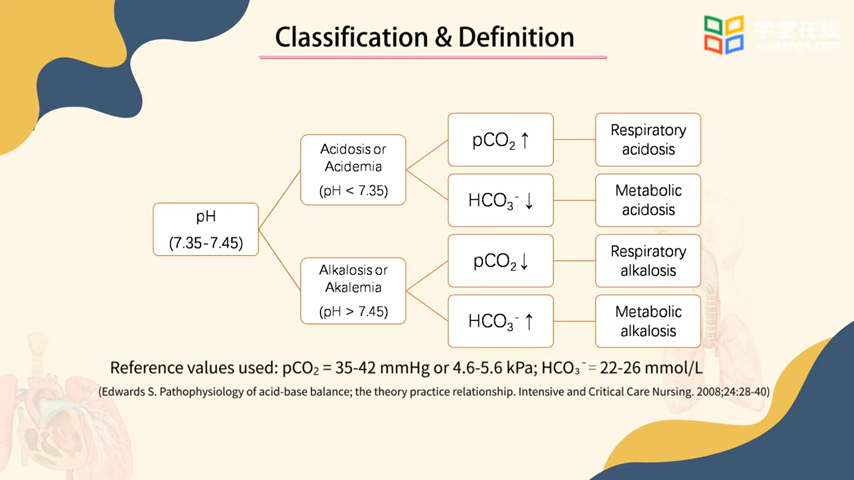 Classification & Definition
学堂在线
xuetangx.com
pH
(7.35-7.45)
Acidosis or
Acidemia
(pH < 7.35)
Alkalosis or
Akalemia
(pH > 7.45)
pCO₂ ↑
HCO₃⁻ ↓
pCO₂ ↓
HCO₃⁻ ↑
Respiratory
acidosis
Metabolic
acidosis
Respiratory
alkalosis
Metabolic
alkalosis
Reference values used: pCO₂ = 35-42 mmHg or 4.6-5.6 kPa; HCO₃⁻ = 22-26 mmol/L
(Edwards S. Pathophysiology of acid-base balance; the theory practice relationship. Intensive and Critical Care Nursing. 2008;24:28-40)